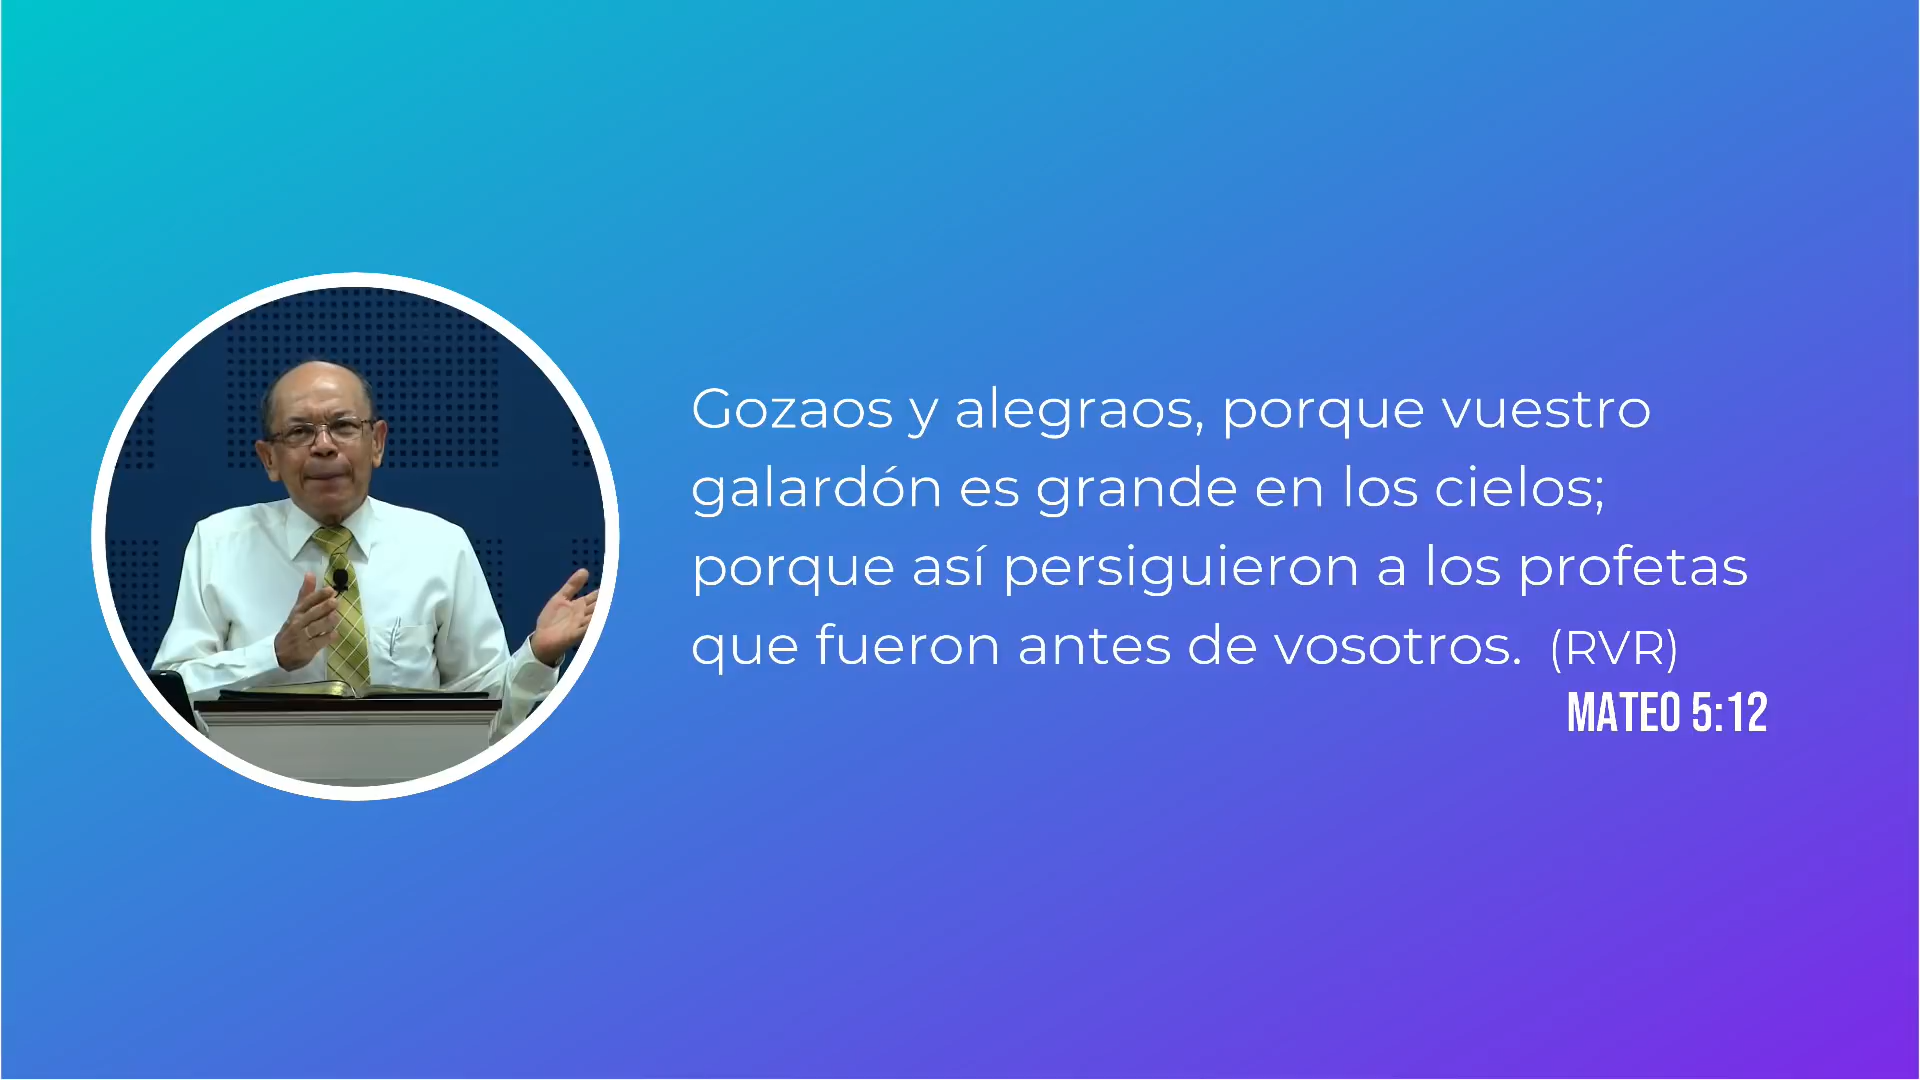 Gozaos y alegraos, porque vuestro
galardón es grande en los cielos;
porque así persiguieron a los profetas
que fueron antes de vosotros. (RVR)
MATEO 5:12